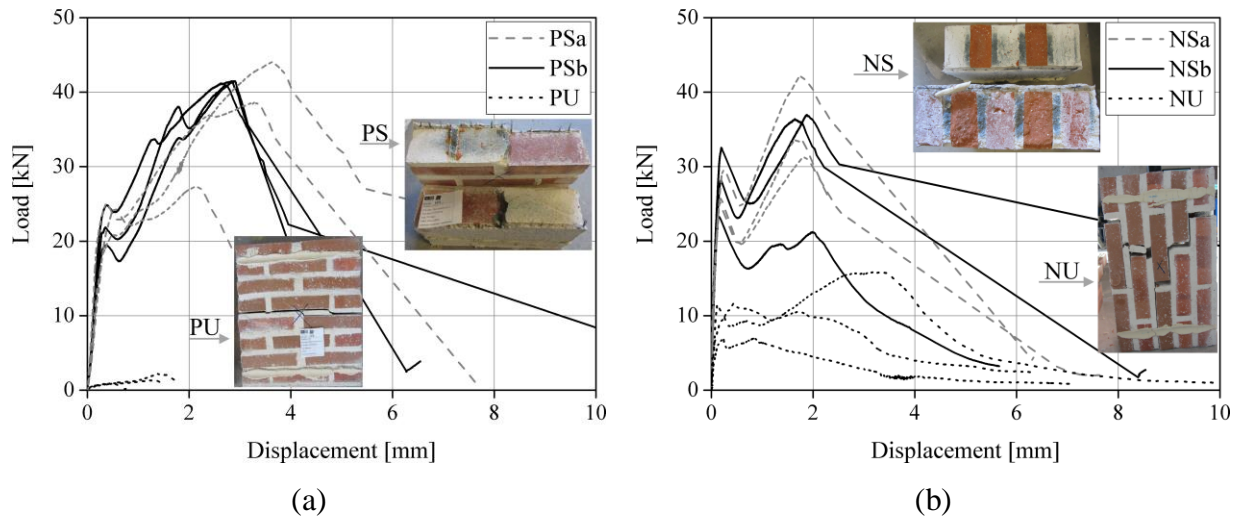 50
40
30
20
10
0
Load [kN]
0 2 4 6 8 10
Displacement [mm]
PSa
PSb
PU
PS
PU
(a)
50
40
30
20
10
0
Load [kN]
0 2 4 6 8 10
Displacement [mm]
NSa
NSb
NU
NS
NU
(b)